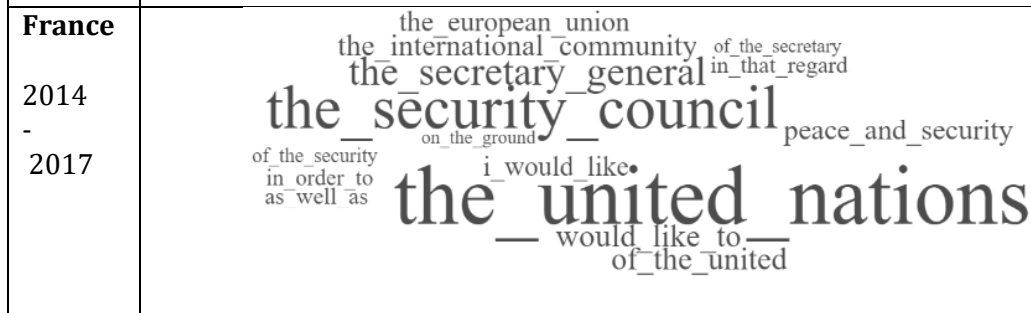 France
2014
-
2017
the_european_union
the_international_community
of_the_secretary
the_secretary_general
in_that_regard
the_security_council
on_the_ground
peace_and_security
of_the_security
i_would_like
in_order_to
as_well_as
the_united_nations
would_like_to
of_the_united